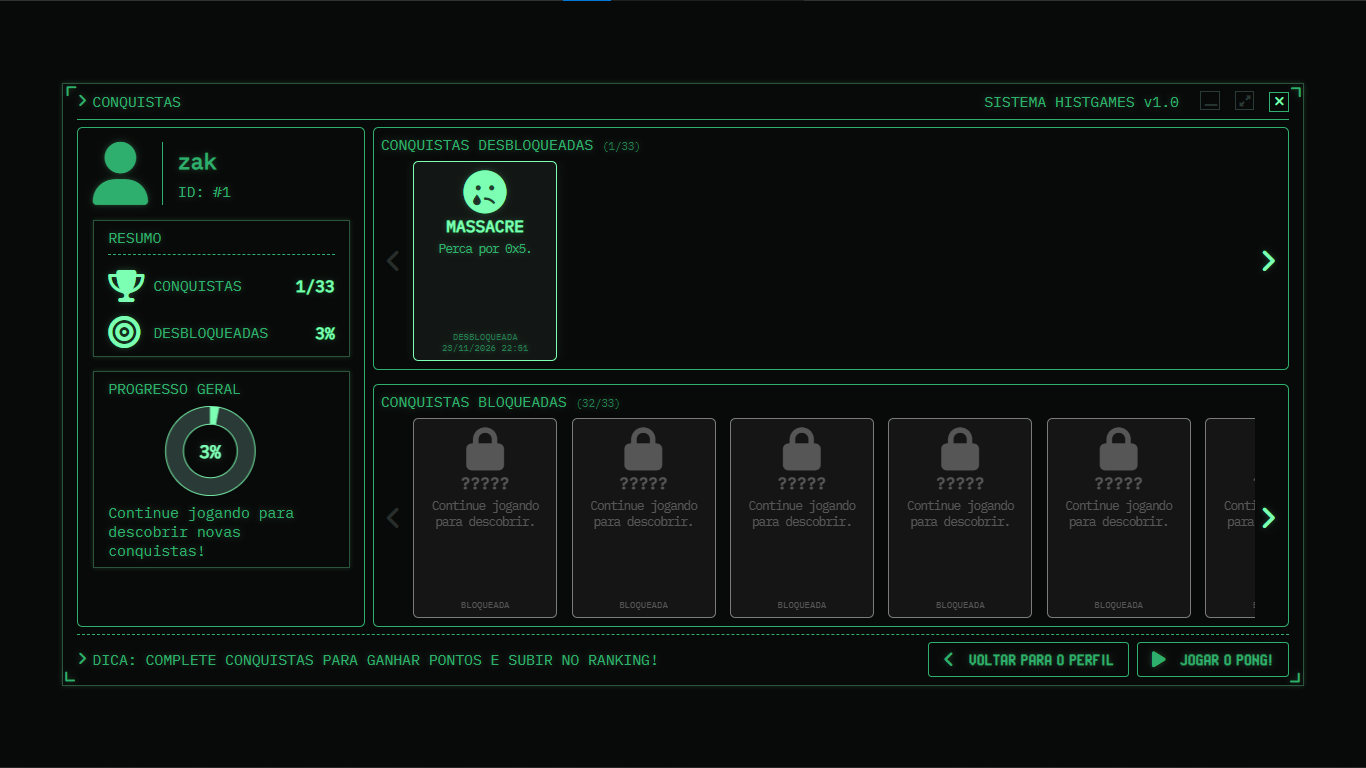 CONQUISTAS
SISTEMA HISTGAMES v1.0
zak
ID: #1
RESUMO
CONQUISTAS 1/33
DESBLOQUEADAS 3%
PROGRESSO GERAL
3%
Continue jogando para
descobrir novas
conquistas!
CONQUISTAS DESBLOQUEADAS (1/33)
MASSACRE
Perca por 0x5.
DESBLOQUEADA
23/11/2026 22:51
CONQUISTAS BLOQUEADAS (32/33)
?????
Continue jogando
para descobrir.
BLOQUEADA
?????
Continue jogando
para descobrir.
BLOQUEADA
?????
Continue jogando
para descobrir.
BLOQUEADA
?????
Continue jogando
para descobrir.
BLOQUEADA
?????
Continue jogando
para descobrir.
BLOQUEADA
para
DICA: COMPLETE CONQUISTAS PARA GANHAR PONTOS E SUBIR NO RANKING!
VOLTAR PARA O PERFIL
JOGAR O PONG!